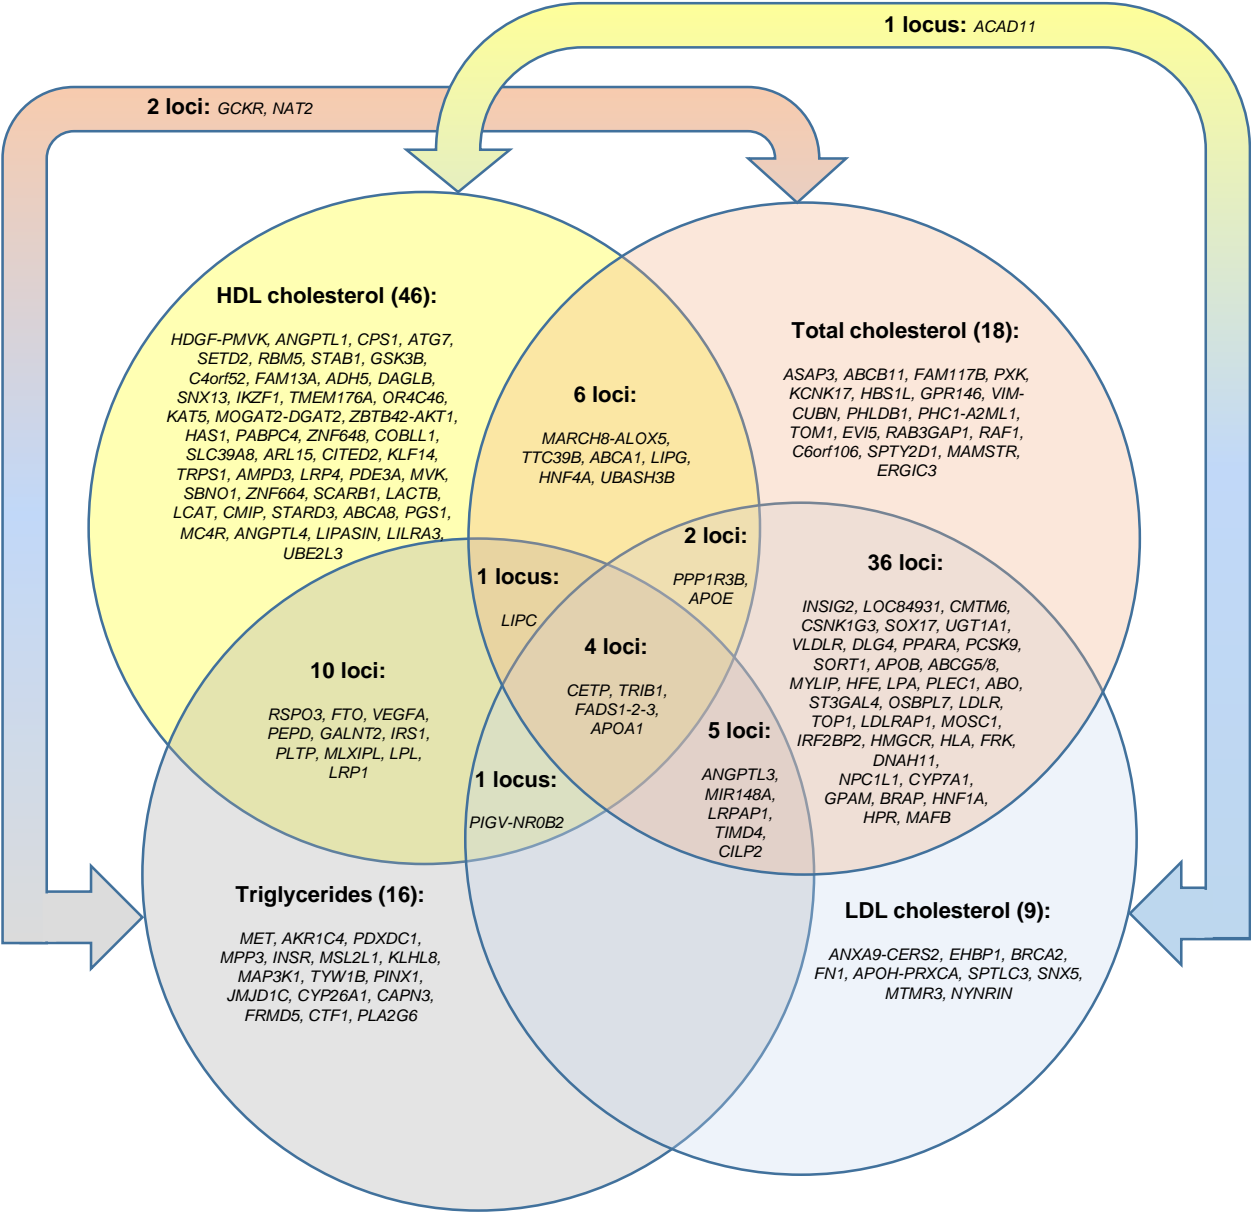 1 locus: ACAD11
2 loci: GCKR, NAT2
HDL cholesterol (46):
HDGF-PMVK, ANGPTL1, CPS1, ATG7,
SETD2, RBM5, STAB1, GSK3B,
C4orf52, FAM13A, ADH5, DAGLB,
SNX13, IKZF1, TMEM176A, OR4C46,
KAT5, MOGAT2-DGAT2, ZBTB42-AKT1,
HAS1, PABPC4, ZNF648, COBLL1,
SLC39A8, ARL15, CITED2, KLF14,
TRPS1, AMPD3, LRP4, PDE3A, MVK,
SBNO1, ZNF664, SCARB1, LACTB,
LCAT, CMIP, STARD3, ABCA8, PGS1,
MC4R, ANGPTL4, LIPASIN, LILRA3,
UBE2L3
Total cholesterol (18):
ASAP3, ABCB11, FAM117B, PXK,
KCNK17, HBS1L, GPR146, VIM-
CUBN, PHLDB1, PHC1-A2ML1,
TOM1, EVI5, RAB3GAP1, RAF1,
C6orf106, SPTY2D1, MAMSTR,
ERGIC3
6 loci:
MARCH8-ALOX5,
TTC39B, ABCA1, LIPG,
HNF4A, UBASH3B
2 loci:
PPP1R3B,
APOE
36 loci:
INSIG2, LOC84931, CMTM6,
CSNK1G3, SOX17, UGT1A1,
VLDLR, DLG4, PPARA, PCSK9,
SORT1, APOB, ABCG5/8,
MYLIP, HFE, LPA, PLEC1, ABO,
ST3GAL4, OSBPL7, LDLR,
TOP1, LDLRAP1, MOSC1,
IRF2BP2, HMGCR, HLA, FRK,
DNAH11,
NPC1L1, CYP7A1,
GPAM, BRAP, HNF1A,
HPR, MAFB
1 locus:
LIPC
4 loci:
CETP, TRIB1,
FADS1-2-3,
APOA1
10 loci:
RSPO3, FTO, VEGFA,
PEPD, GALNT2, IRS1,
PLTP, MLXIPL, LPL,
LRP1
5 loci:
ANGPTL3,
MIR148A,
LRPAP1,
TIMD4,
CILP2
1 locus:
PIGV-NR0B2
Triglycerides (16):
MET, AKR1C4, PDXDC1,
MPP3, INSR, MSL2L1, KLHL8,
MAP3K1, TYW1B, PINX1,
JMJD1C, CYP26A1, CAPN3,
FRMD5, CTF1, PLA2G6
LDL cholesterol (9):
ANXA9-CERS2, EHBP1, BRCA2,
FN1, APOH-PRXCA, SPTLC3, SNX5,
MTMR3, NYNRIN